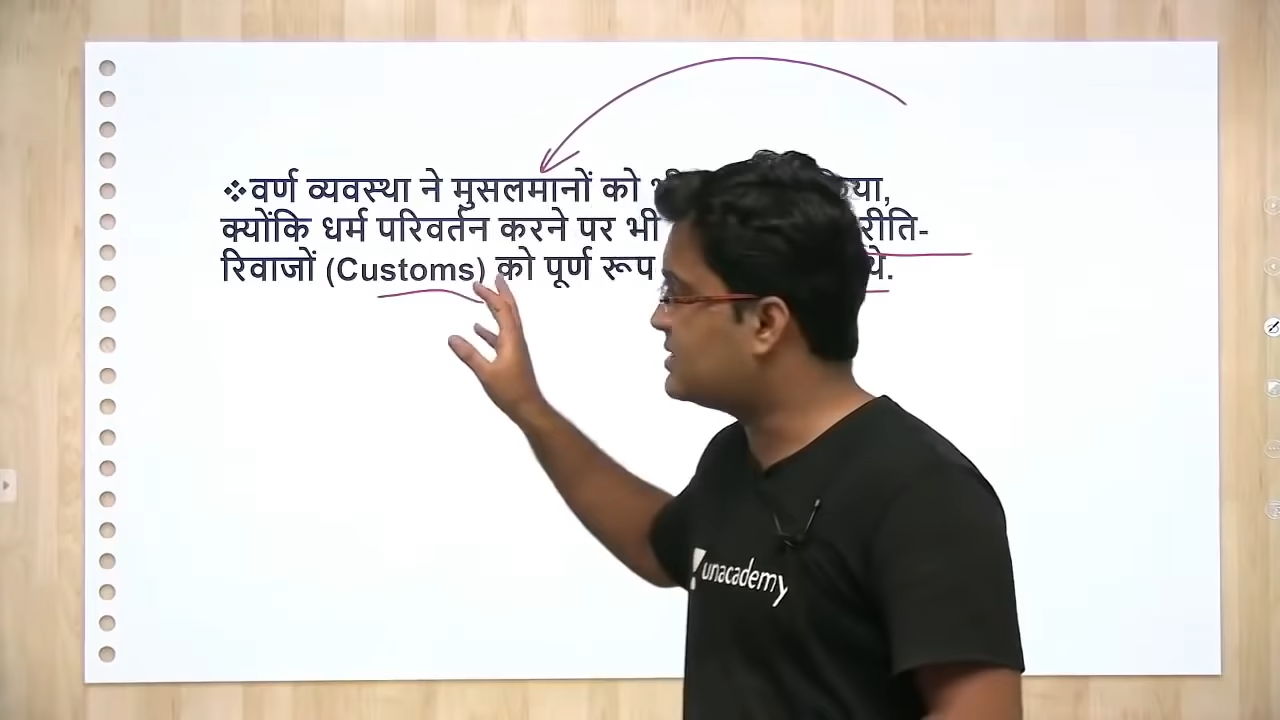 ❖वर्ण व्यवस्था ने मुसलमानों को
क्योंकि धर्म परिवर्तन करने पर भी रीति-
रिवाजों (Customs) को पूर्ण रूप थे.
unacademy